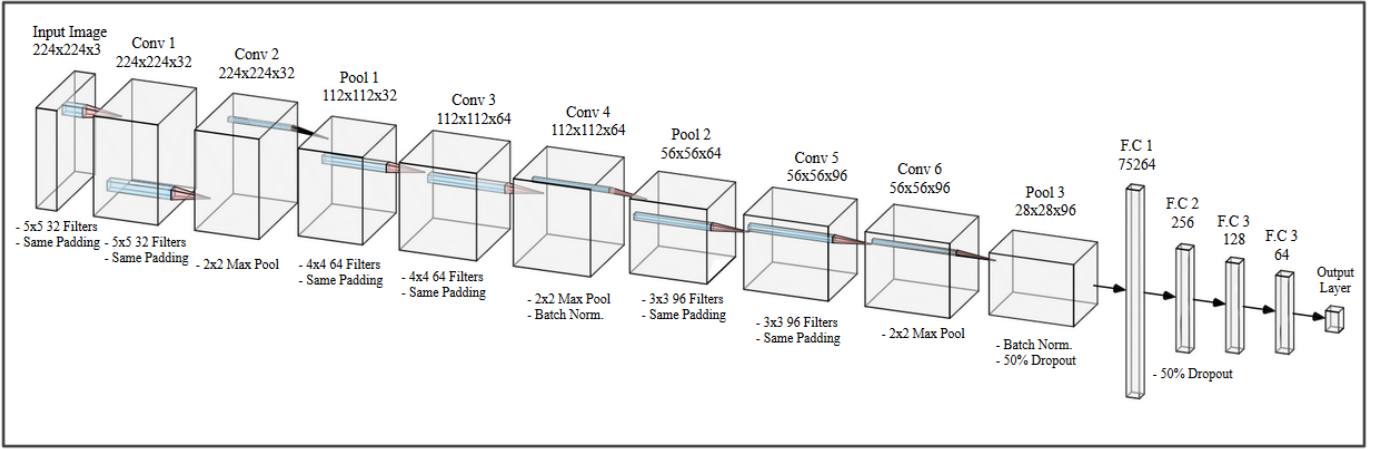 Input Image
224x224x3
Conv 1
224x224x32
Conv 2
224x224x32
Pool 1
112x112x32
Conv 3
112x112x64
Conv 4
112x112x64
Pool 2
56x56x64
Conv 5
56x56x96
Conv 6
56x56x96
Pool 3
28x28x96
F.C 1
75264
F.C 2
256
F.C 3
128
F.C 3
64
Output
Layer
- 5x5 32 Filters
- Same Padding
- 5x5 32 Filters
- Same Padding
- 2x2 Max Pool
- 4x4 64 Filters
- Same Padding
- 4x4 64 Filters
- Same Padding
- 2x2 Max Pool
- Batch Norm.
- 3x3 96 Filters
- Same Padding
- 3x3 96 Filters
- Same Padding
- 2x2 Max Pool
- Batch Norm.
- 50% Dropout
- 50% Dropout